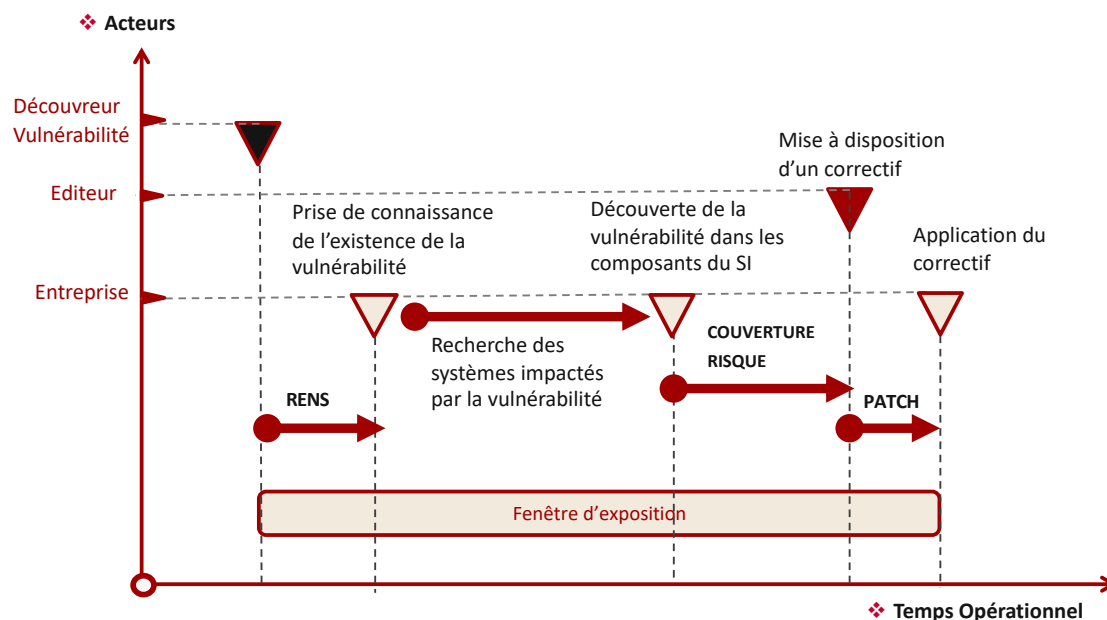 ❖ Acteurs
Découvreur
Vulnérabilité
Mise à disposition
d'un correctif
Editeur
Prise de connaissance
de l'existence de la
vulnérabilité
Découverte de la
vulnérabilité dans les
composants du SI
Application du
correctif
Entreprise
Recherche des
systèmes impactés
par la vulnérabilité
COUVERTURE
RISQUE
RENS
PATCH
Fenêtre d'exposition
❖ Temps Opérationnel